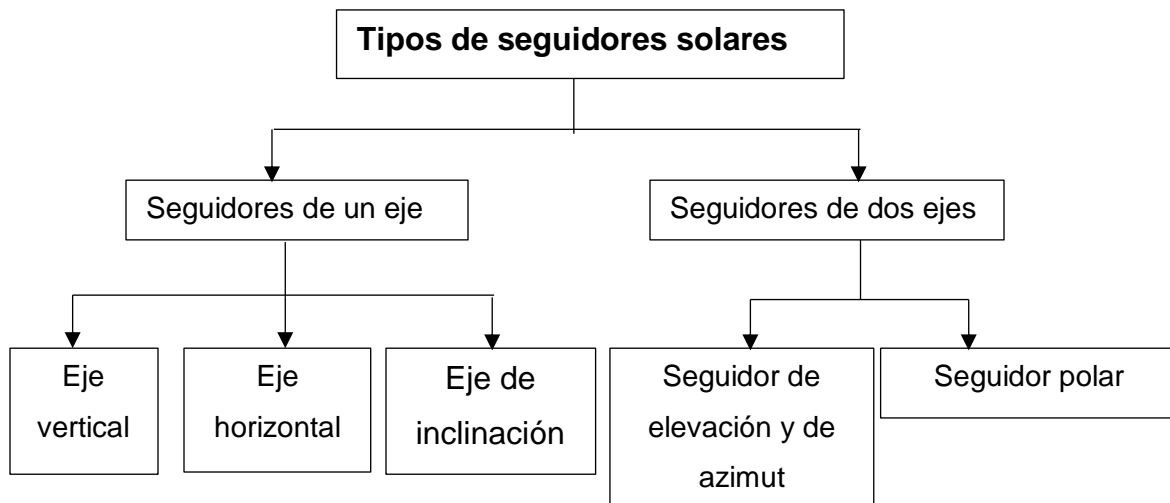 Tipos de seguidores solares
Seguidores de un eje
Seguidores de dos ejes
Eje
vertical
Eje
horizontal
Eje de
inclinación
Seguidor de
elevación y de
azimut
Seguidor polar